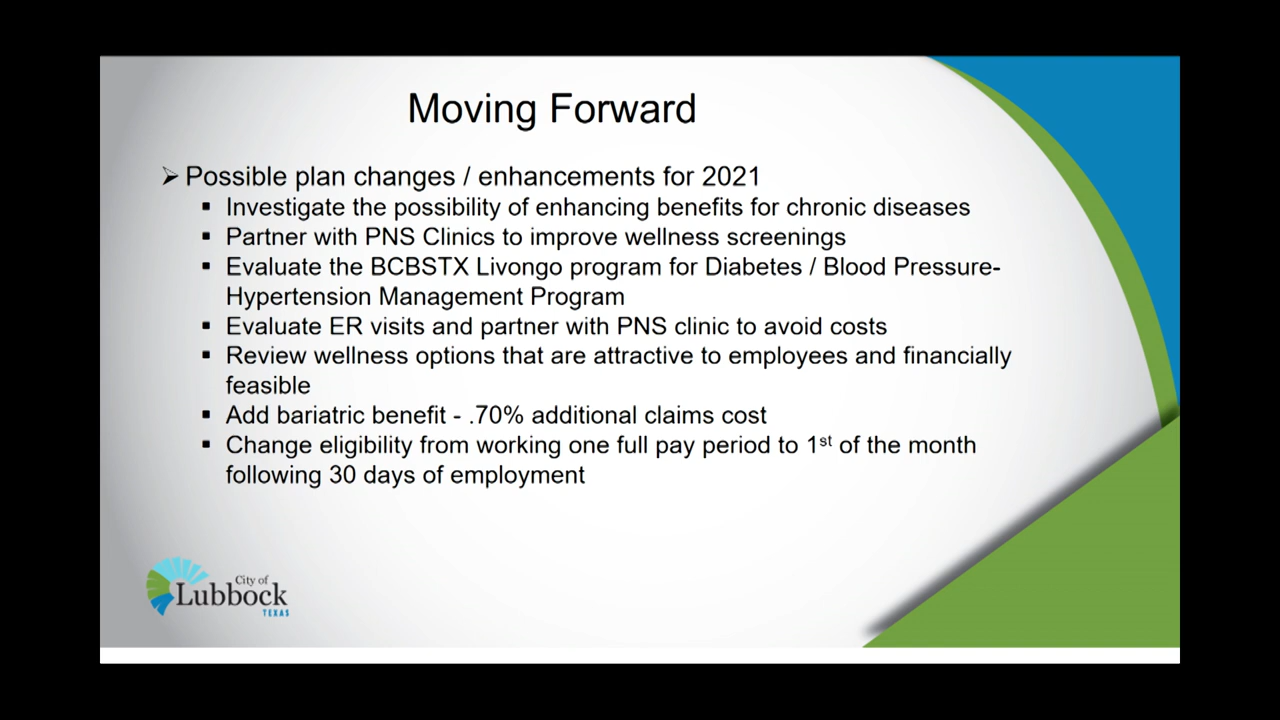 Moving Forward
➢ Possible plan changes / enhancements for 2021
▪ Investigate the possibility of enhancing benefits for chronic diseases
▪ Partner with PNS Clinics to improve wellness screenings
▪ Evaluate the BCBSTX Livongo program for Diabetes / Blood Pressure-
Hypertension Management Program
▪ Evaluate ER visits and partner with PNS clinic to avoid costs
▪ Review wellness options that are attractive to employees and financially
feasible
▪ Add bariatric benefit - .70% additional claims cost
▪ Change eligibility from working one full pay period to 1st of the month
following 30 days of employment
City of
Lubbock
TEXAS